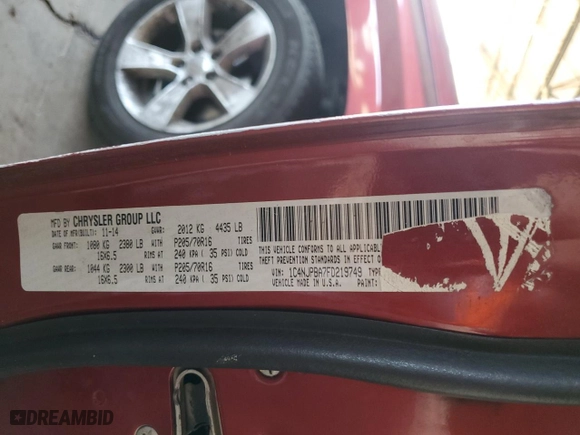 MFD BY CHRYSLER GROUP LLC
DATE OF MFR(BUILT): 11-14 GVWR: 2012 KG 4435 LB
GAWR FRONT: 1080 KG 2380 LB WITH P205/70R16 TIRES
16X6.5 RIMS AT 240 KPA ( 35 PSI) COLD
GAWR REAR: 1044 KG 2300 LB WITH P205/70R16 TIRES
16X6.5 RIMS AT 240 KPA ( 35 PSI) COLD
THIS VEHICLE CONFORMS TO ALL APPLICABLE
THEFT PREVENTION STANDARDS IN EFFECT O
VIN: 1C4NJPBA7FD219749 TYPE
VEHICLE MADE IN U.S.A. PAINT:
DREAMBID